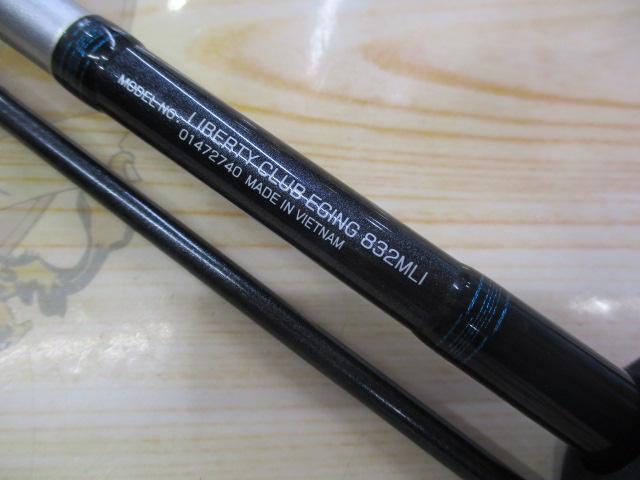 MODEL NO. LIBERTY CLUB EGING 832MLI
01472740 MADE IN VIETNAM